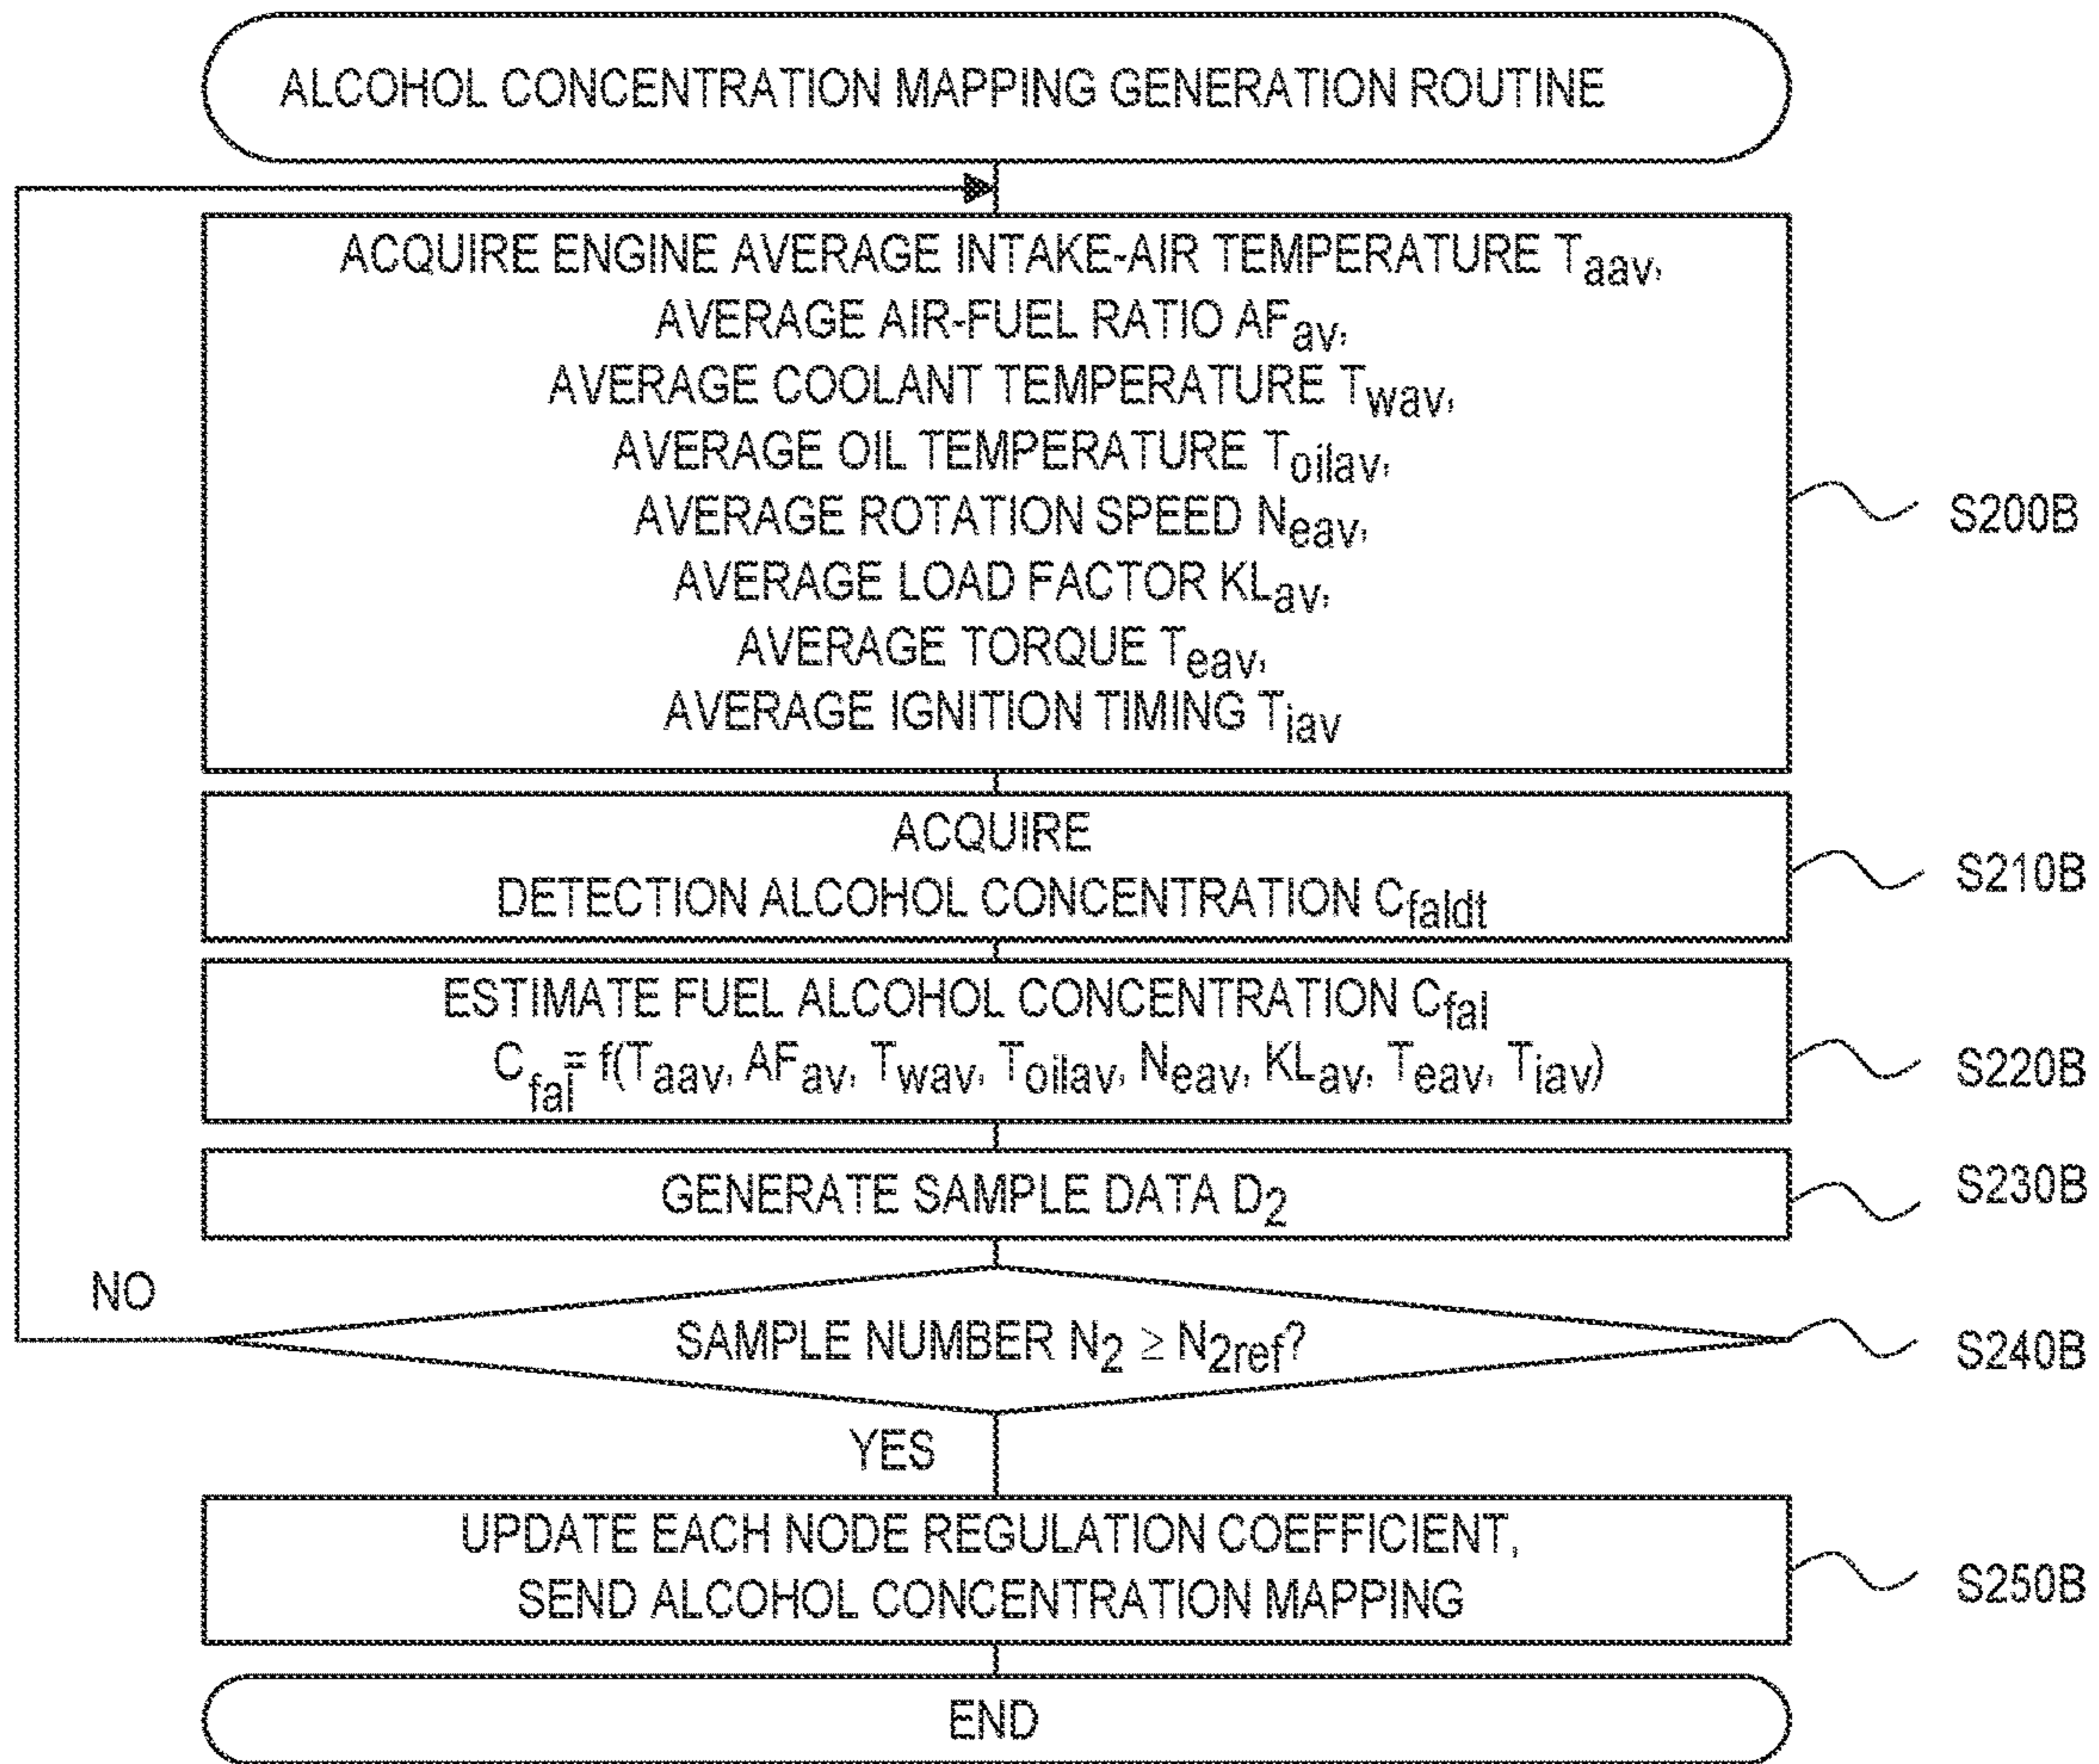 ALCOHOL CONCENTRATION MAPPING GENERATION ROUTINE
ACQUIRE ENGINE AVERAGE INTAKE-AIR TEMPERATURE Taav,
AVERAGE AIR-FUEL RATIO AFav,
AVERAGE COOLANT TEMPERATURE Twav,
AVERAGE OIL TEMPERATURE Toilav,
AVERAGE ROTATION SPEED Neav,
AVERAGE LOAD FACTOR KLav,
AVERAGE TORQUE Teav,
AVERAGE IGNITION TIMING Tiav
S200B
ACQUIRE
DETECTION ALCOHOL CONCENTRATION Cfaldt
S210B
ESTIMATE FUEL ALCOHOL CONCENTRATION Cfal
Cfal = f(Taav, AFav, Twav, Toilav, Neav, KLav, Teav, Tiav)
S220B
GENERATE SAMPLE DATA D2
S230B
NO
SAMPLE NUMBER N2 ≥ N2ref?
S240B
YES
UPDATE EACH NODE REGULATION COEFFICIENT,
SEND ALCOHOL CONCENTRATION MAPPING
S250B
END